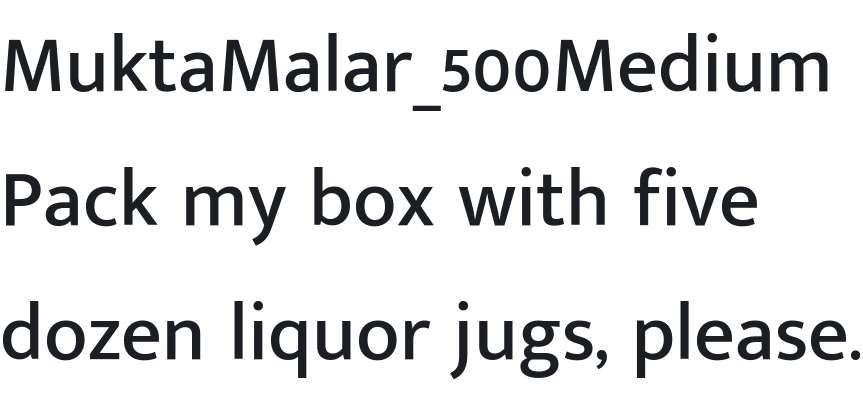 MuktaMalar_500Medium
Pack my box with five
dozen liquor jugs, please.